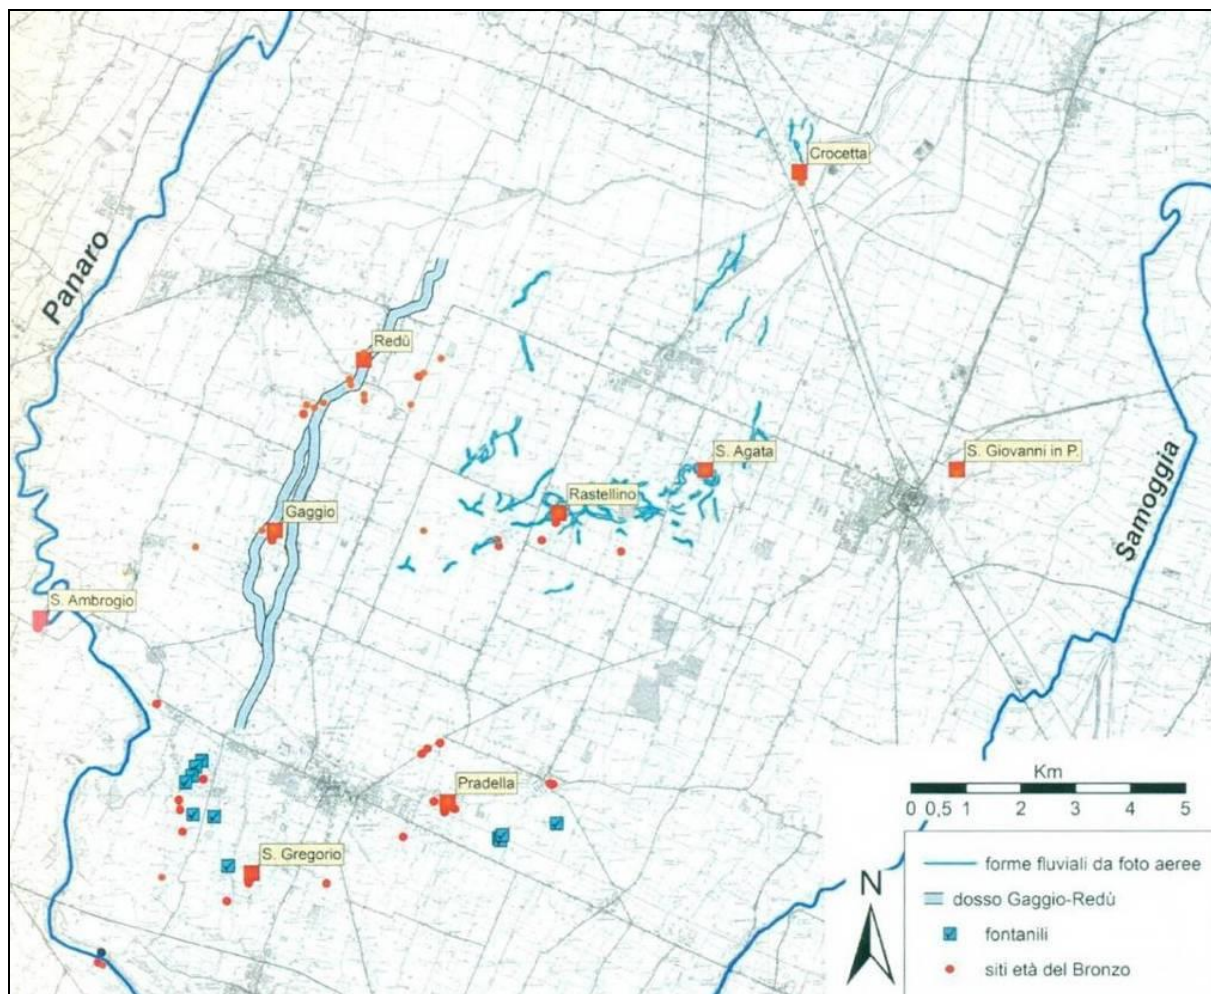 Crocetta
Panaro
Redù
S. Agata
S. Giovanni in P.
Rastellino
Gaggio
Samoggia
S. Ambrogio
Pradella
S. Gregorio
Km
0 0,5 1 2 3 4 5
N
forme fluviali da foto aeree
dosso Gaggio-Redù
fontanili
siti età del Bronzo